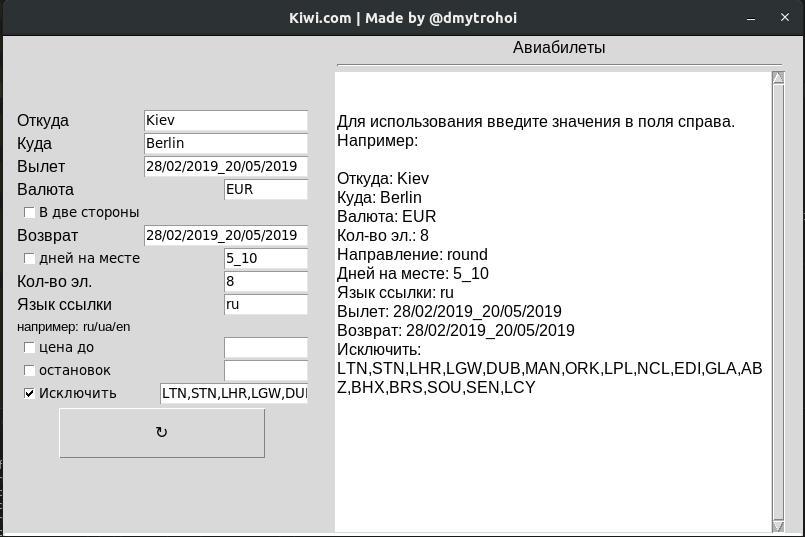 Kiwi.com | Made by @dmytrohoi
Авиабилеты
Откуда Kiev
Куда Berlin
Вылет 28/02/2019_20/05/2019
Валюта EUR
В две стороны
Возврат 28/02/2019_20/05/2019
дней на месте 5_10
Кол-во эл. 8
Язык ссылки ru
например: ru/ua/en
цена до
остановок
Исключить LTN,STN,LHR,LGW,DUI
↻
Для использования введите значения в поля справа.
Например:
Откуда: Kiev
Куда: Berlin
Валюта: EUR
Кол-во эл.: 8
Направление: round
Дней на месте: 5_10
Язык ссылки: ru
Вылет: 28/02/2019_20/05/2019
Возврат: 28/02/2019_20/05/2019
Исключить:
LTN,STN,LHR,LGW,DUB,MAN,ORK,LPL,NCL,EDI,GLA,AB
Z,BHX,BRS,SOU,SEN,LCY